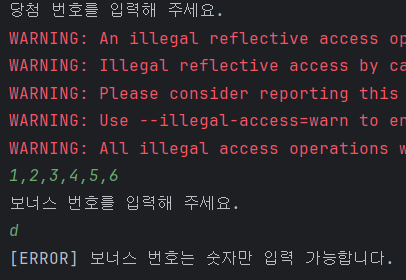 당첨 번호를 입력해 주세요.
WARNING: An illegal reflective access op
WARNING: Illegal reflective access by ca
WARNING: Please consider reporting this
WARNING: Use --illegal-access=warn to en
WARNING: All illegal access operations w
1,2,3,4,5,6
보너스 번호를 입력해 주세요.
d
[ERROR] 보너스 번호는 숫자만 입력 가능합니다.